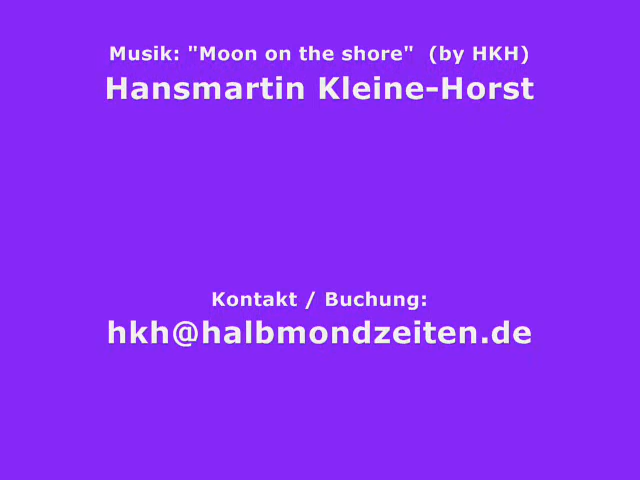 Musik: "Moon on the shore"  (by HKH)
Hansmartin Kleine-Horst
Kontakt / Buchung:
hkh@halbmondzeiten.de